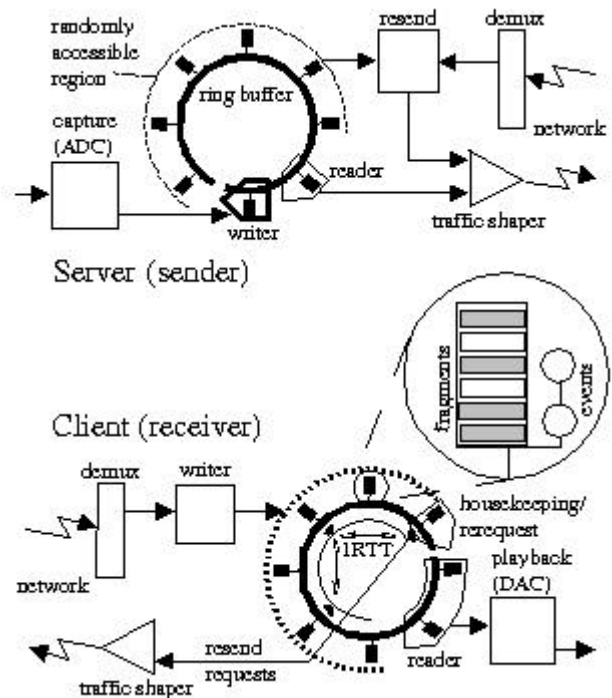 randomly
accessible
region
resend
demux
ring buffer
capture
(ADC)
network
reader
writer
traffic shaper
Server (sender)
fragments
events
Client (receiver)
demux
writer
housekeeping/
rerequest
1RTT
playback
(DAC)
network
resend
requests
reader
traffic shaper